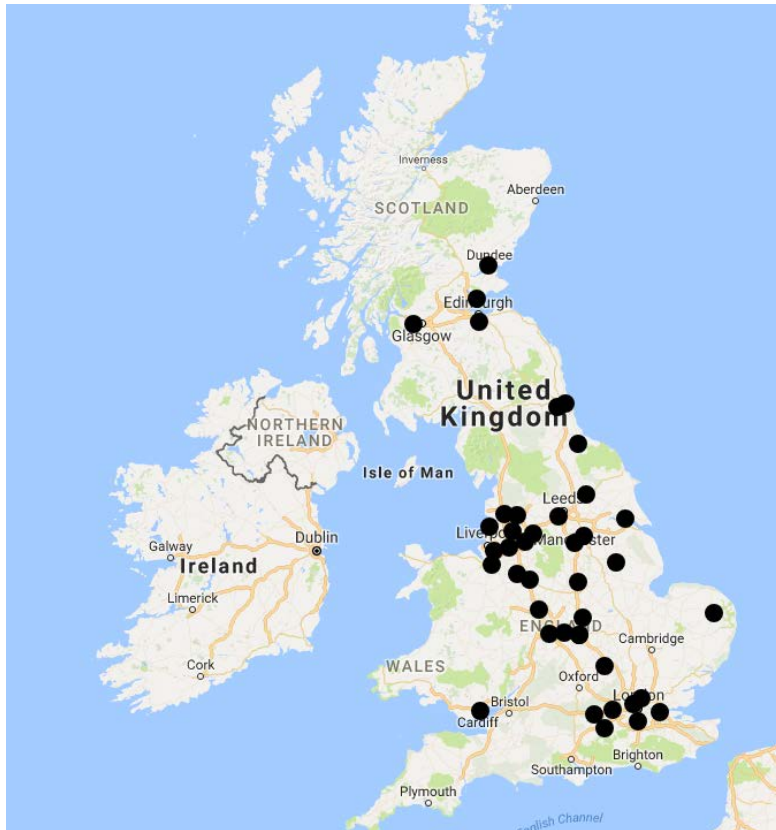 Inverness
Aberdeen
SCOTLAND
Dundee
Edinburgh
Glasgow
United
Kingdom
NORTHERN
IRELAND
Isle of Man
Leeds
Liverpool
Manchester
Dublin
Galway
Ireland
Limerick
ENGLAND
Cambridge
Cork
WALES
Oxford
London
Bristol
Cardiff
Brighton
Southampton
Plymouth
English Channel